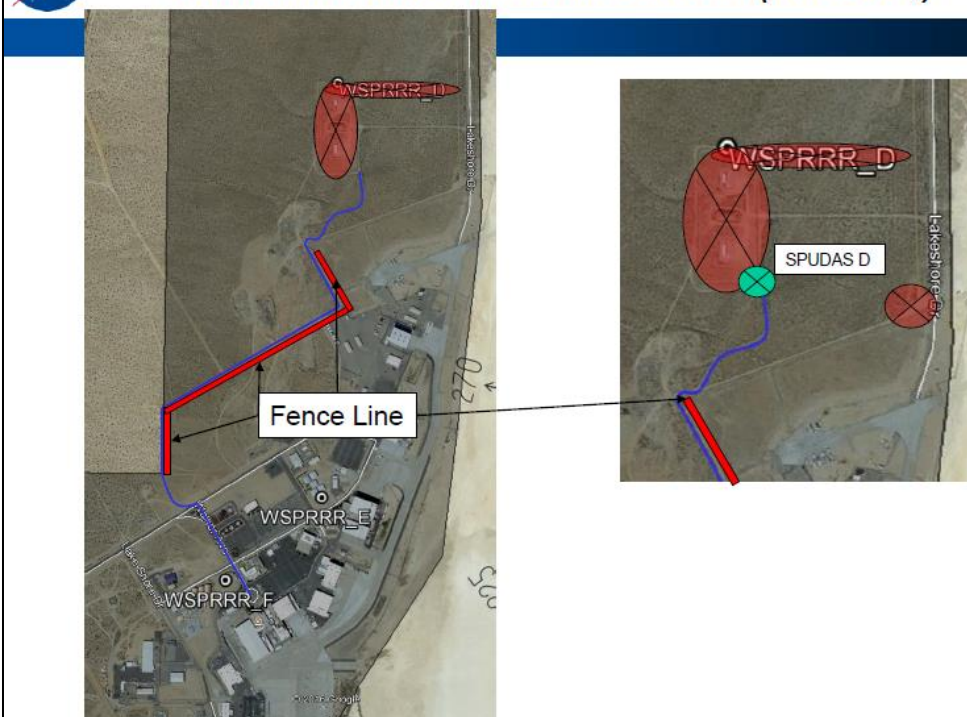 WSPRRR_D
Lakeshore Dr
270
Fence Line
WSPRRR_E
WSPRRR_F
WSPRRR_D
SPUDAS D
Lakeshore Dr